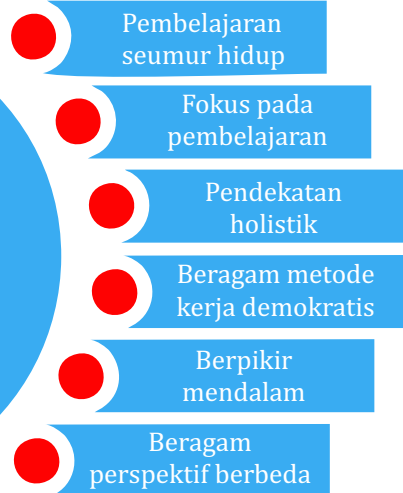 Pembelajaran
seumur hidup
Fokus pada
pembelajaran
Pendekatan
holistik
Beragam metode
kerja demokratis
Berpikir
mendalam
Beragam
perspektif berbeda